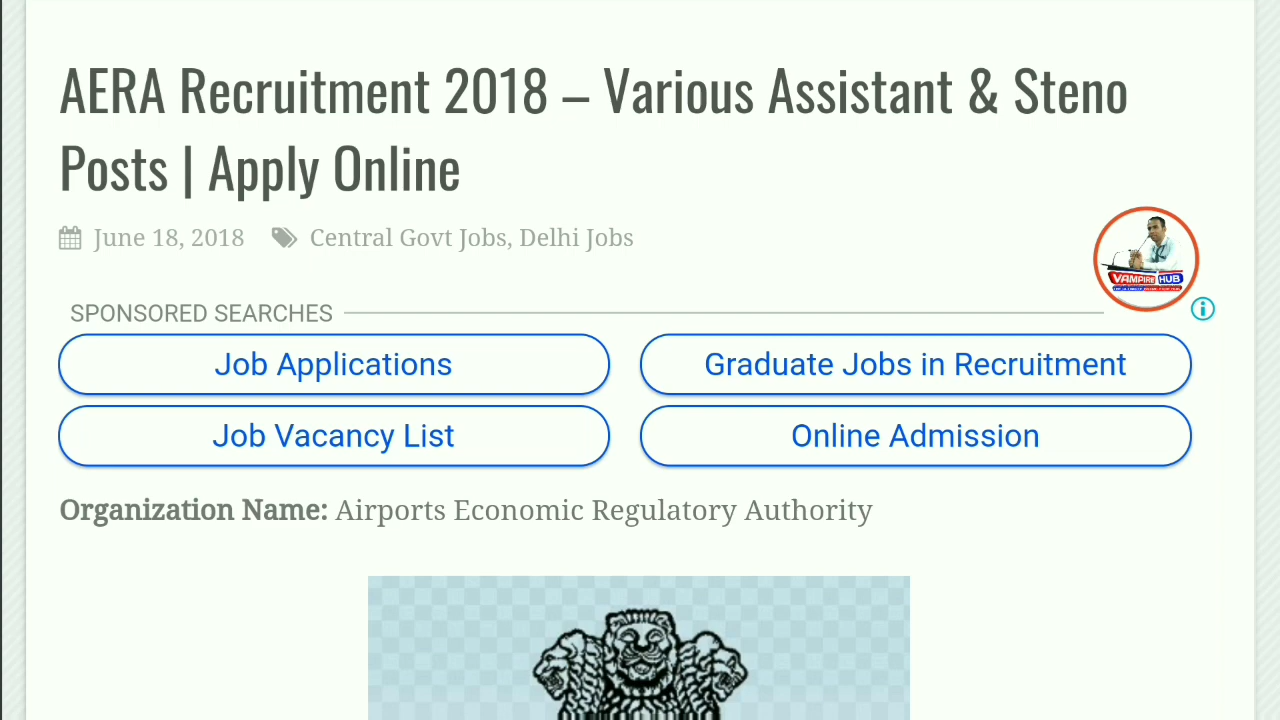 AERA Recruitment 2018 – Various Assistant & Steno
Posts | Apply Online
June 18, 2018 Central Govt Jobs, Delhi Jobs
VAMPIRE HUB
SPONSORED SEARCHES
Job Applications Graduate Jobs in Recruitment
Job Vacancy List Online Admission
Organization Name: Airports Economic Regulatory Authority